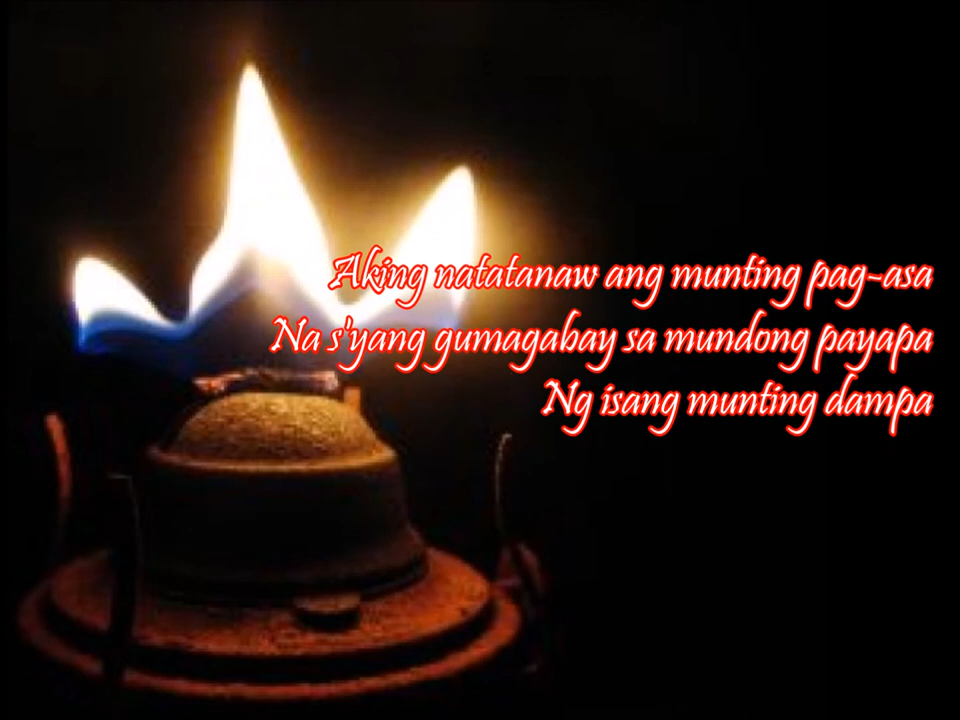 Aking natatanaw ang munting pag-asa
Na s'yang gumagabay sa mundong payapa
Ng isang munting dampa